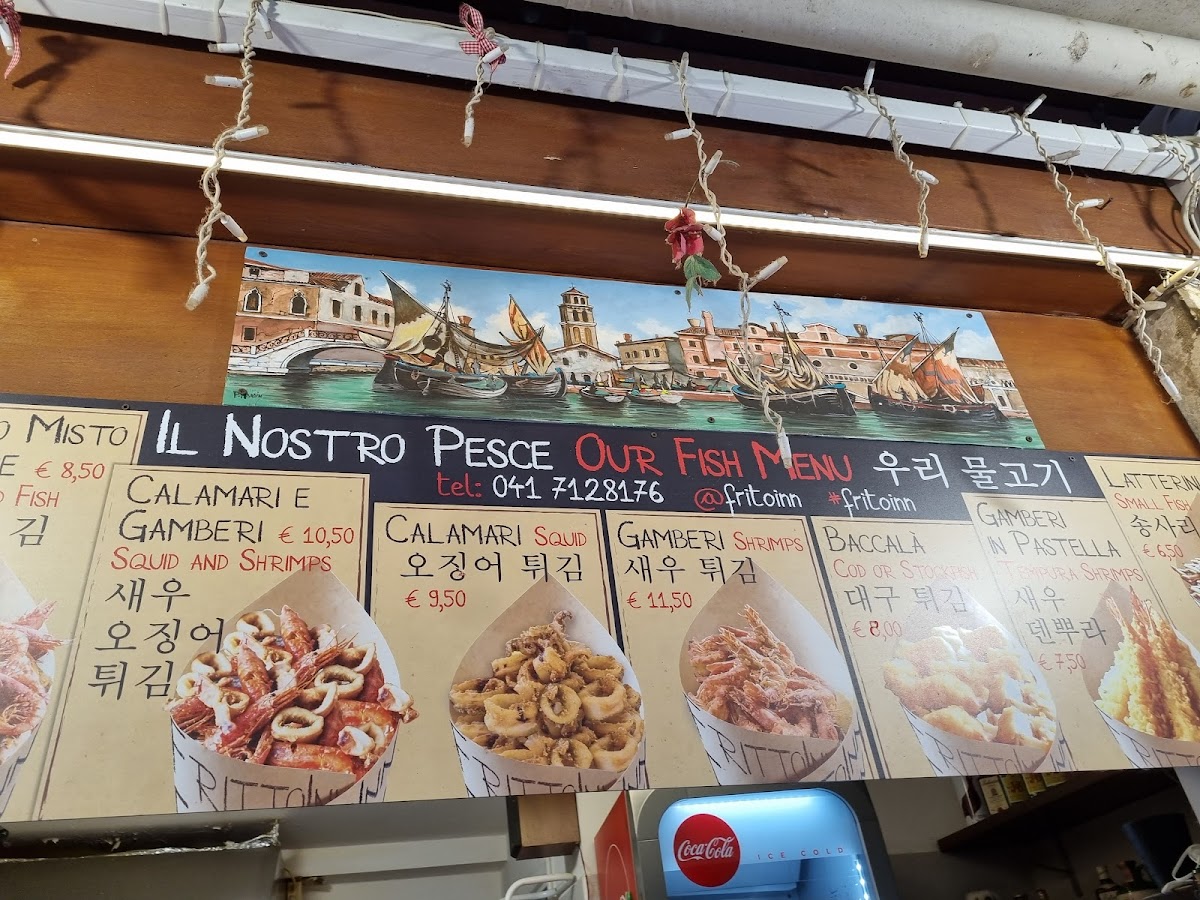 IL NOSTRO PESCE OUR FISH MENU 우리 물고기
tel: 041 7128176 @fritoinn #fritoinn
MISTO
€ 8,50
FISH
튀김
CALAMARI E
GAMBERI € 10,50
SQUID AND SHRIMPS
새우
오징어
튀김
CALAMARI SQUID
오징어 튀김
€ 9,50
GAMBERI SHRIMPS
새우 튀김
€ 11,50
BACCALÀ
COD OR STOCKFISH
대구 튀김
€ 8,00
GAMBERI
IN PASTELLA
TEMPURA SHRIMPS
새우
덴뿌라
€ 7,50
SMALL FISH
송사리
€ 6,50
Coca-Cola
ICE COLD